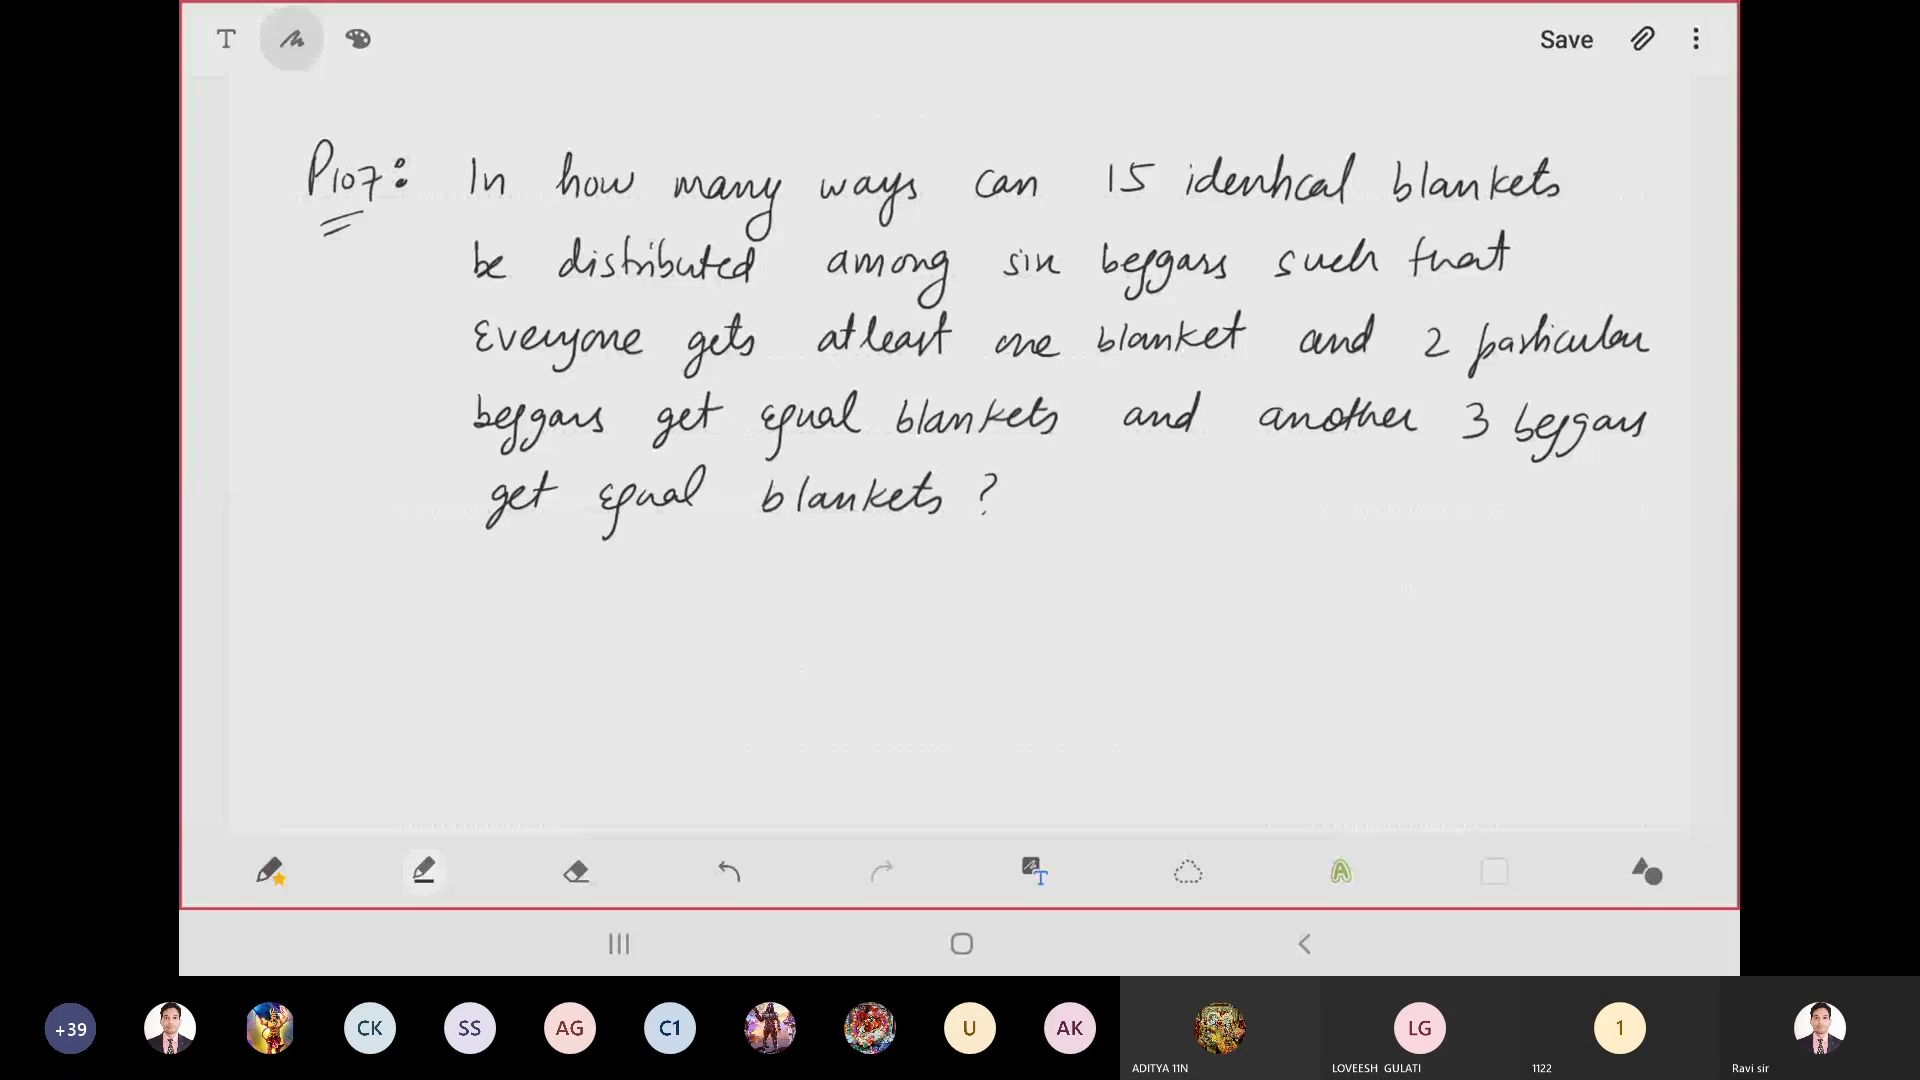 T
Save
P107: In how many ways can 15 identical blankets
be distributed among six beggars such that
Everyone gets atleast one blanket and 2 particular
beggars get equal blankets and another 3 beggars
get equal blankets ?
T
A
+39 CK SS AG C1 U AK LG 1
ADITYA 11N LOVEESH GULATI 1122 Ravi sir